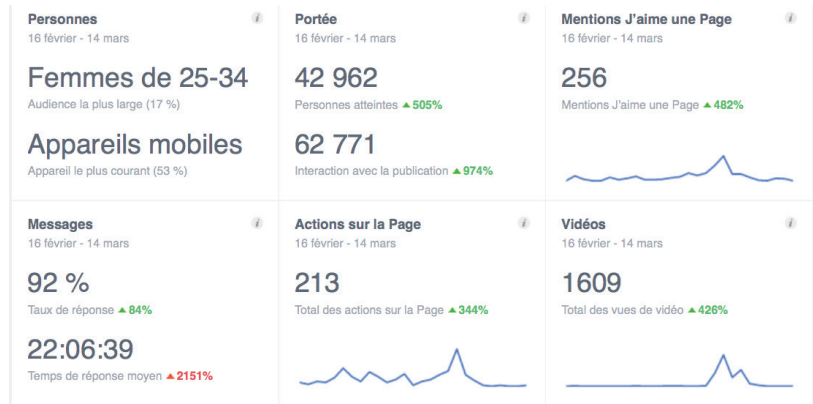 Personnes
16 février - 14 mars
Femmes de 25-34
Audience la plus large (17 %)
Appareils mobiles
Appareil le plus courant (53 %)
Portée
16 février - 14 mars
42 962
Personnes atteintes ▲505%
62 771
Interaction avec la publication ▲974%
Mentions J'aime une Page
16 février - 14 mars
256
Mentions J'aime une Page ▲482%
Messages
16 février - 14 mars
92 %
Taux de réponse ▲84%
22:06:39
Temps de réponse moyen ▲2151%
Actions sur la Page
16 février - 14 mars
213
Total des actions sur la Page ▲344%
Vidéos
16 février - 14 mars
1609
Total des vues de vidéo ▲426%